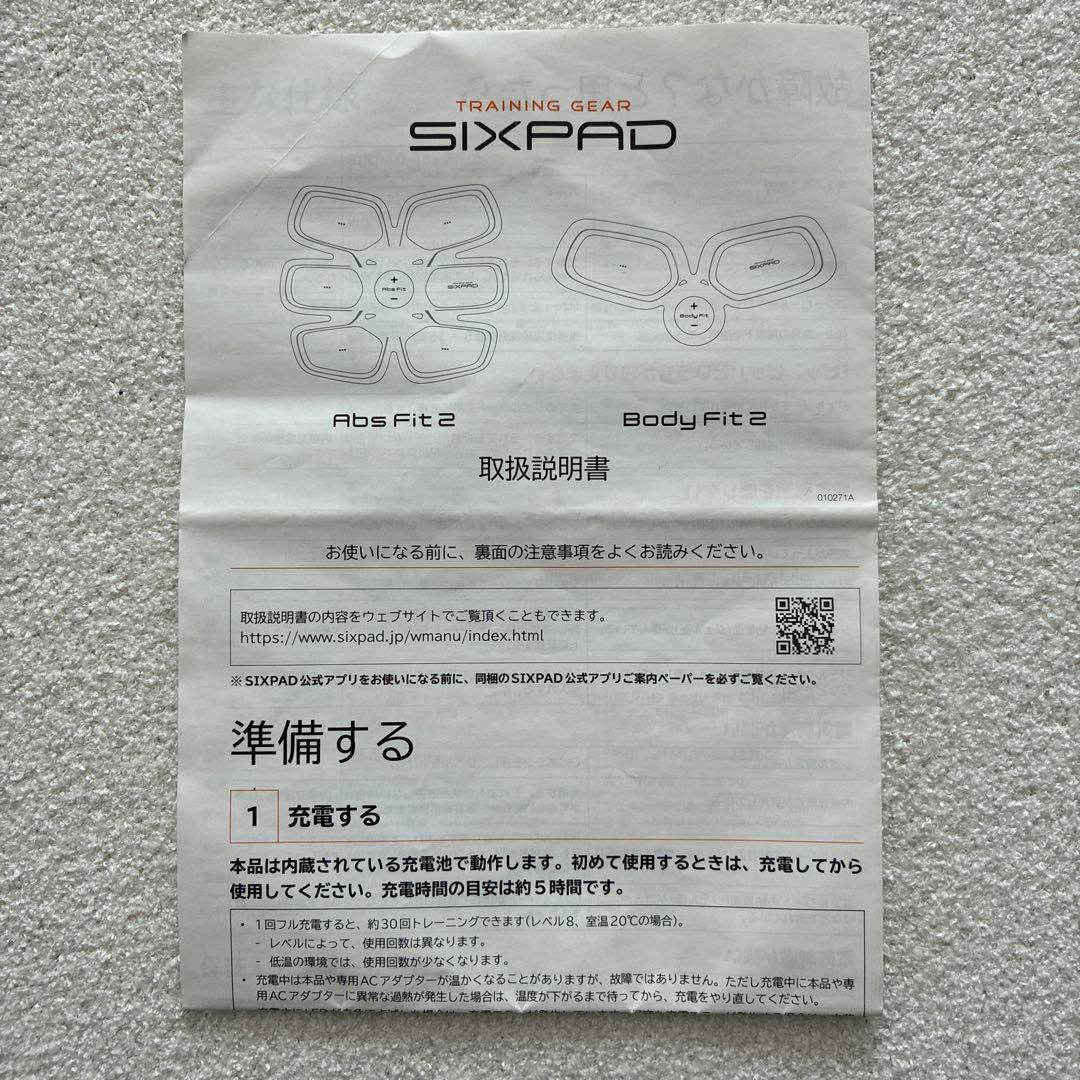 TRAINING GEAR
SIXPAD
SIXPAD
SIXPAD
+
Abs Fit
−
+
Body Fit
−
Abs Fit 2
Body Fit 2
取扱説明書
010271A
お使いになる前に、裏面の注意事項をよくお読みください。
取扱説明書の内容をウェブサイトでご覧頂くこともできます。
https://www.sixpad.jp/wmanu/index.html
※SIXPAD公式アプリをお使いになる前に、同梱のSIXPAD公式アプリご案内ペーパーを必ずご覧ください。
準備する
1 充電する
本品は内蔵されている充電池で動作します。初めて使用するときは、充電してから
使用してください。充電時間の目安は約5時間です。
・ 1回フル充電すると、約30回トレーニングできます(レベル8、室温20℃の場合)。
- レベルによって、使用回数は異なります。
- 低温の環境では、使用回数が少なくなります。
・ 充電中は本品や専用ACアダプターが温かくなることがありますが、故障ではありません。ただし充電中に本品や専
用ACアダプターに異常な過熱が発生した場合は、温度が下がるまで待ってから、充電をやり直してください。